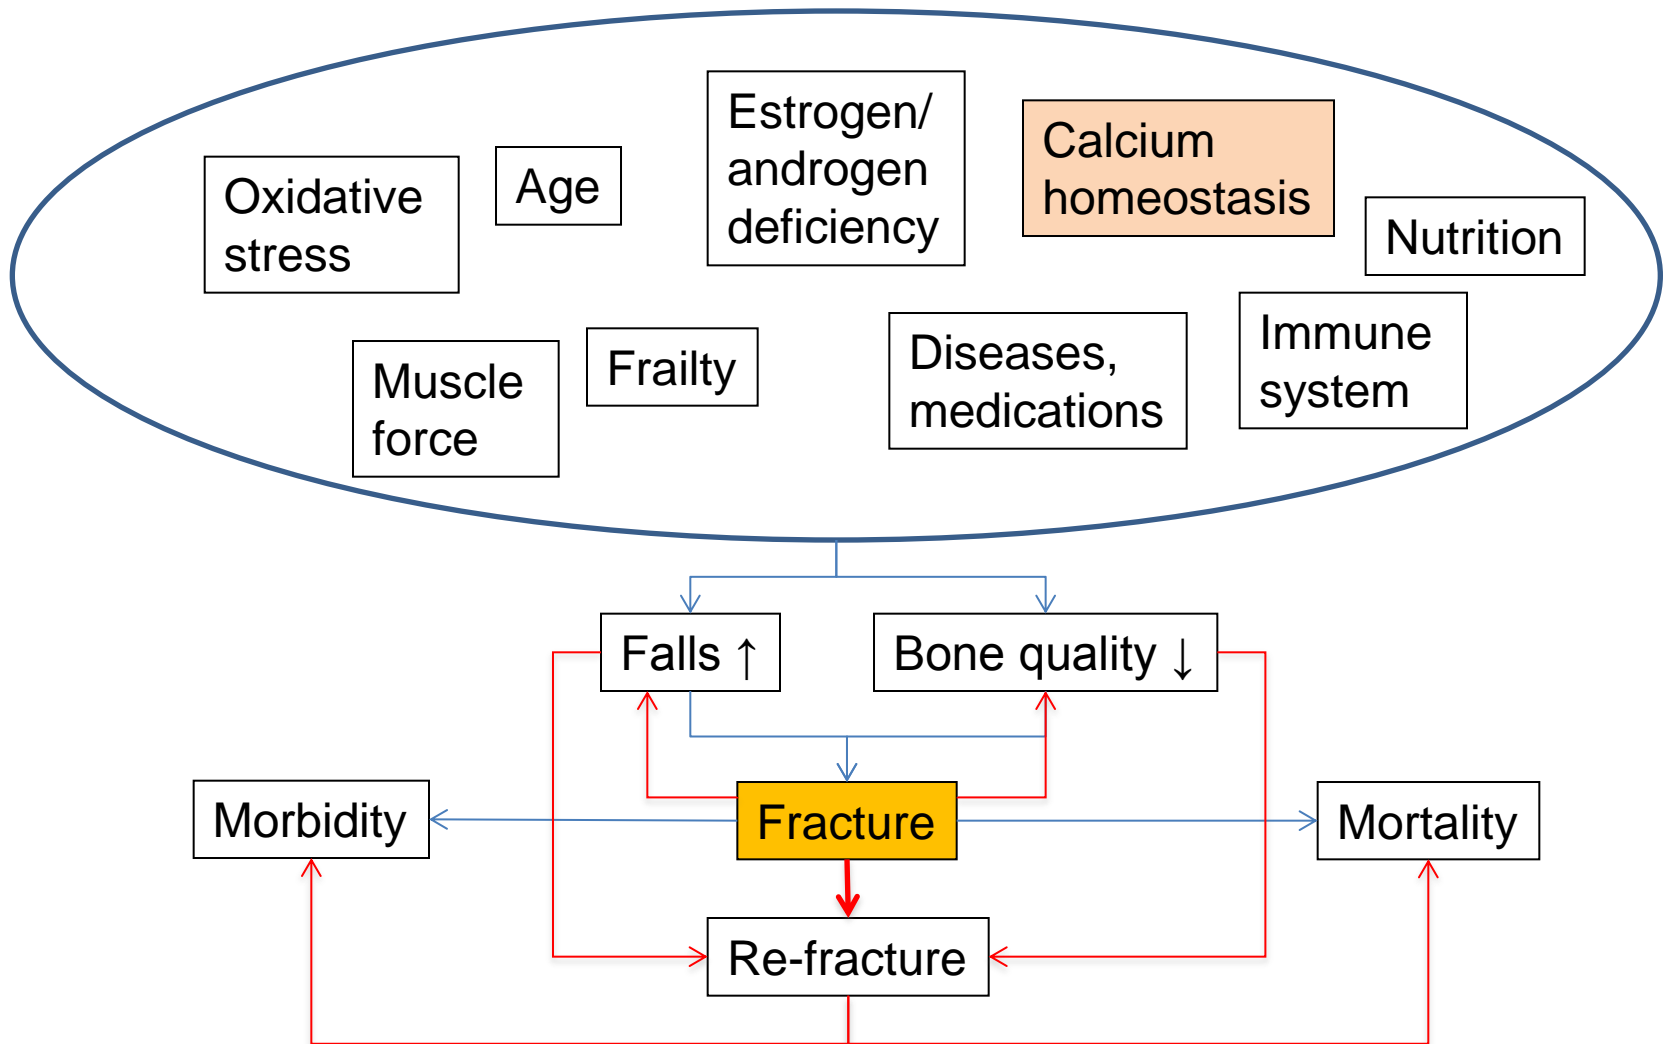 Oxidative
stress
Age
Estrogen/
androgen
deficiency
Calcium
homeostasis
Nutrition
Muscle
force
Frailty
Diseases,
medications
Immune
system
Falls ↑
Bone quality ↓
Morbidity
Fracture
Mortality
Re-fracture